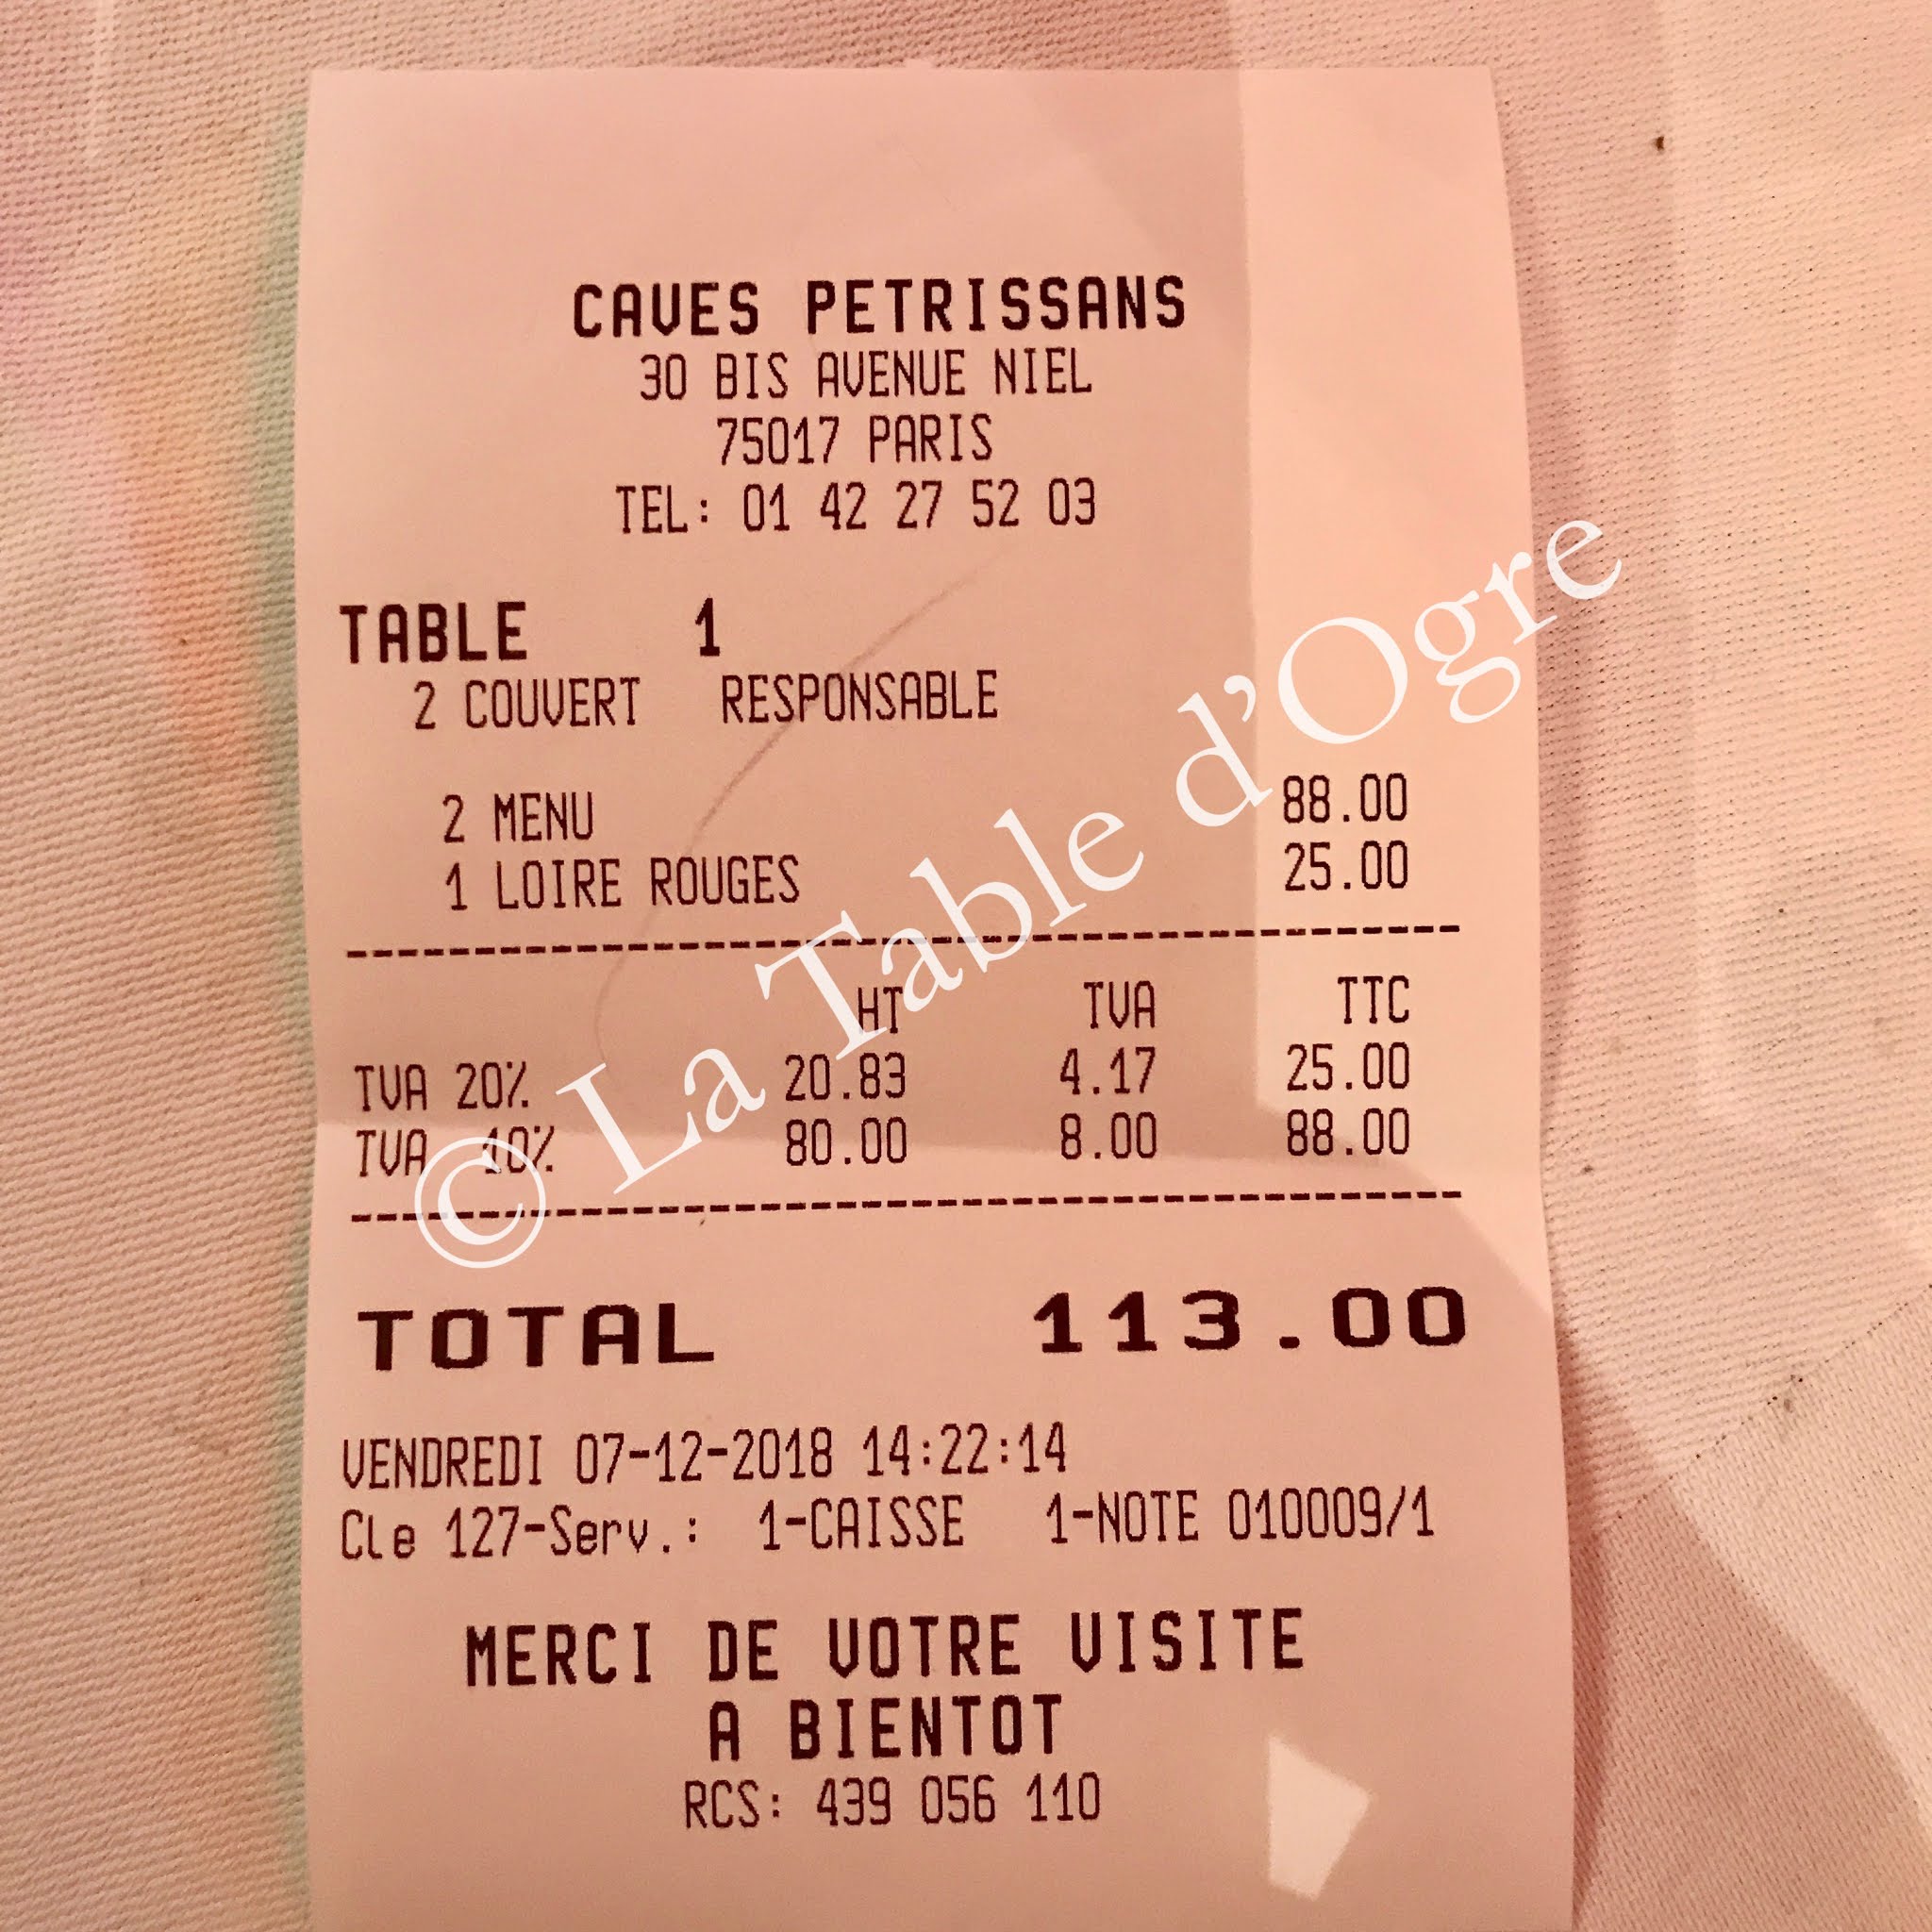 CAVES PETRISSANS
30 BIS AVENUE NIEL
75017 PARIS
TEL: 01 42 27 52 03
TABLE 1
2 COUVERT RESPONSABLE
2 MENU 88.00
1 LOIRE ROUGES 25.00
HT TVA TTC
TVA 20% 20.83 4.17 25.00
TVA 10% 80.00 8.00 88.00
TOTAL 113.00
VENDREDI 07-12-2018 14:22:14
Cle 127-Serv.: 1-CAISSE 1-NOTE 010009/1
MERCI DE VOTRE VISITE
A BIENTOT
RCS: 439 056 110
© La Table d'Ogre